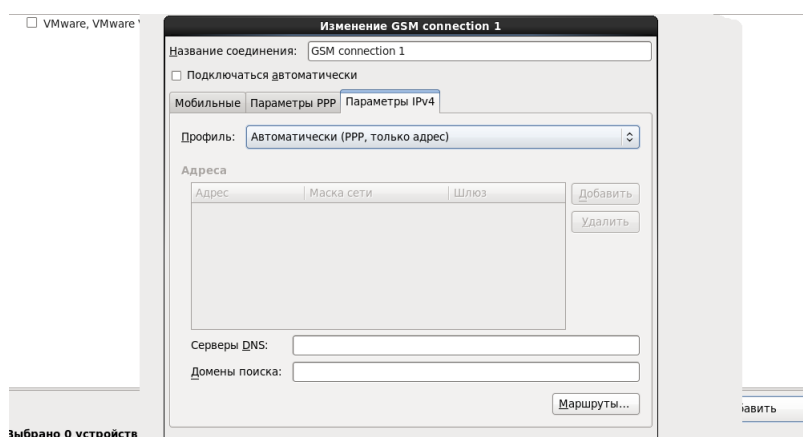 VMware, VMware
Изменение GSM connection 1
Название соединения: GSM connection 1
Подключаться автоматически
Мобильные Параметры PPP Параметры IPv4
Профиль: Автоматически (PPP, только адрес)
Адреса
Адрес Маска сети Шлюз
Добавить
Удалить
Серверы DNS:
Домены поиска:
Маршруты...
авить
Выбрано 0 устройств